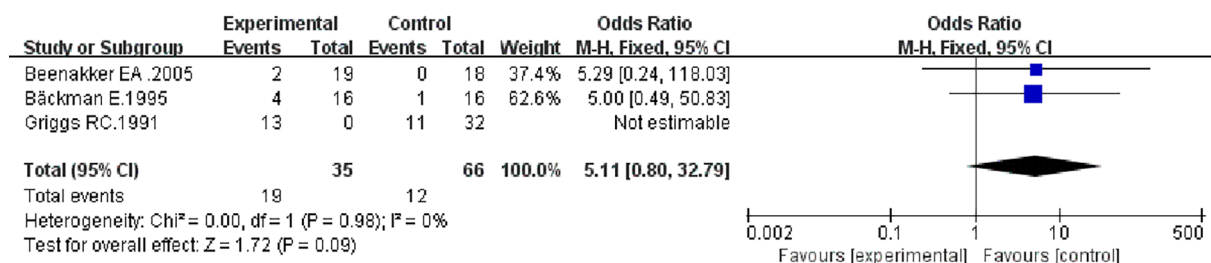 Experimental Control Odds Ratio Odds Ratio
Study or Subgroup Events Total Events Total Weight M-H, Fixed, 95% CI M-H, Fixed, 95% CI
Beenakker EA .2005 2 19 0 18 37.4% 5.29 [0.24, 118.03]
Bäckman E.1995 4 16 1 16 62.6% 5.00 [0.49, 50.83]
Griggs RC.1991 13 0 11 32 Not estimable
Total (95% CI) 35 66 100.0% 5.11 [0.80, 32.79]
Total events 19 12
Heterogeneity: Chi² = 0.00, df = 1 (P = 0.98); I² = 0%
Test for overall effect: Z = 1.72 (P = 0.09)
0.002 0.1 1 10 500
Favours [experimental] Favours [control]